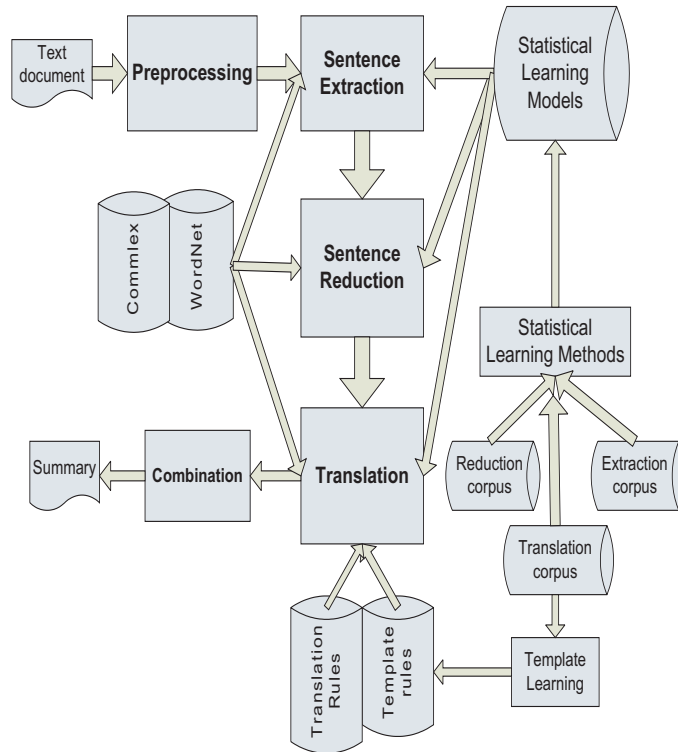 Text
document
Preprocessing
Sentence
Extraction
Statistical
Learning
Models
Commlex
WordNet
Sentence
Reduction
Statistical
Learning Methods
Summary
Combination
Translation
Reduction
corpus
Extraction
corpus
Translation
corpus
Translation
Rules
Template
rules
Template
Learning